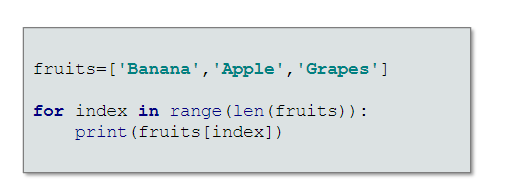 fruits=['Banana','Apple','Grapes']
for index in range(len(fruits)):
    print(fruits[index])